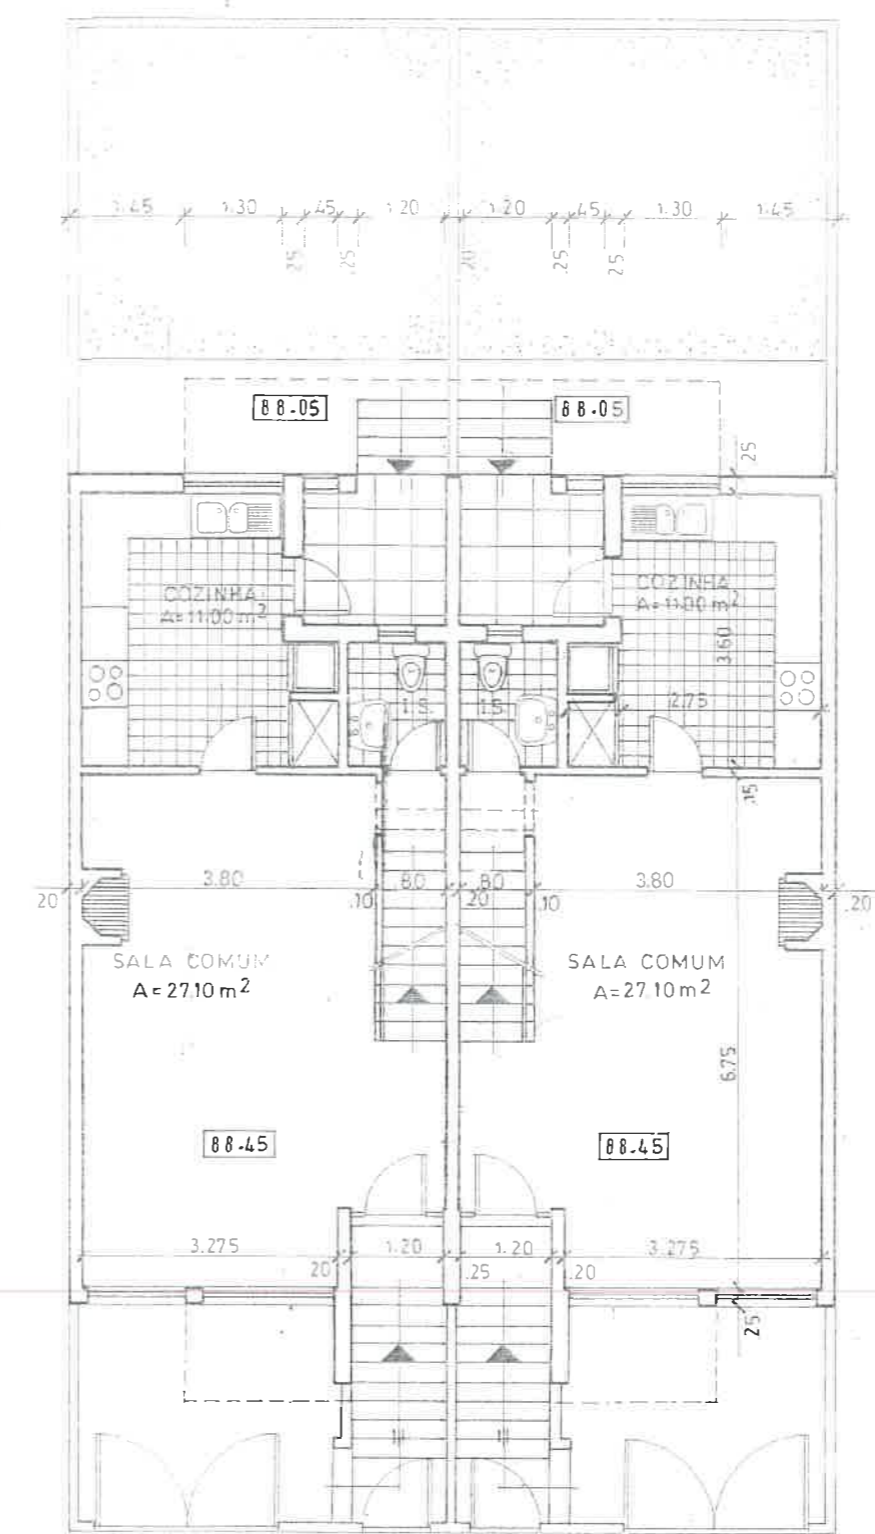 1.45 1.30 .45 1.20 1.20 .45 1.30 1.45
.25 .25 .20 .25 .25
88.05 88.05
.25
COZINHA
A=11.00 m²
COZINHA
A=11.00 m²
3.60
I.S. I.S. 2.75
.15
3.80 80 80 3.80
20 .10 20 .10 .20
SALA COMUM
A=27.10 m²
SALA COMUM
A=27.10 m²
6.75
88.45 88.45
3.275 1.20 1.20 3.275
20 .25 .20
25